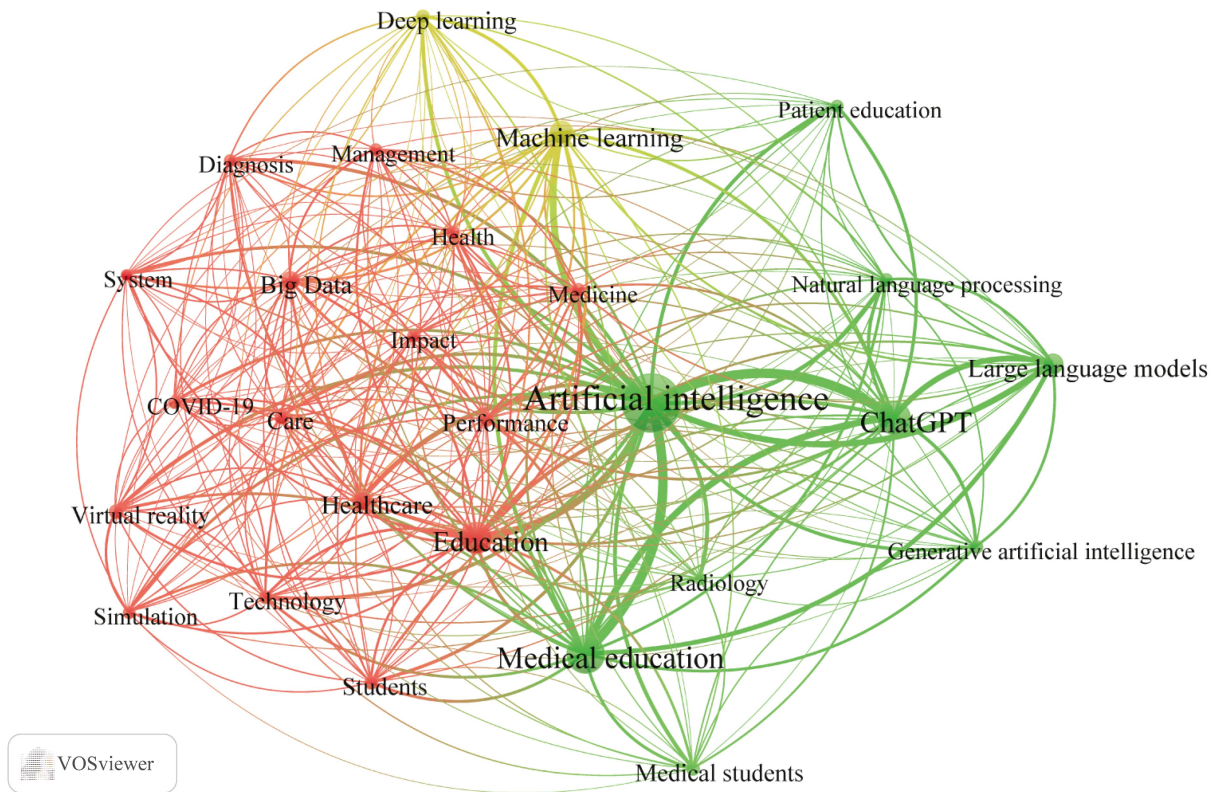 Deep learning
Patient education
Machine learning
Management
Diagnosis
Health
System
Big Data
Medicine
Natural language processing
Impact
Large language models
Artificial intelligence
COVID-19
Care
Performance
ChatGPT
Healthcare
Virtual reality
Education
Generative artificial intelligence
Radiology
Technology
Simulation
Medical education
Students
Medical students
VOSviewer